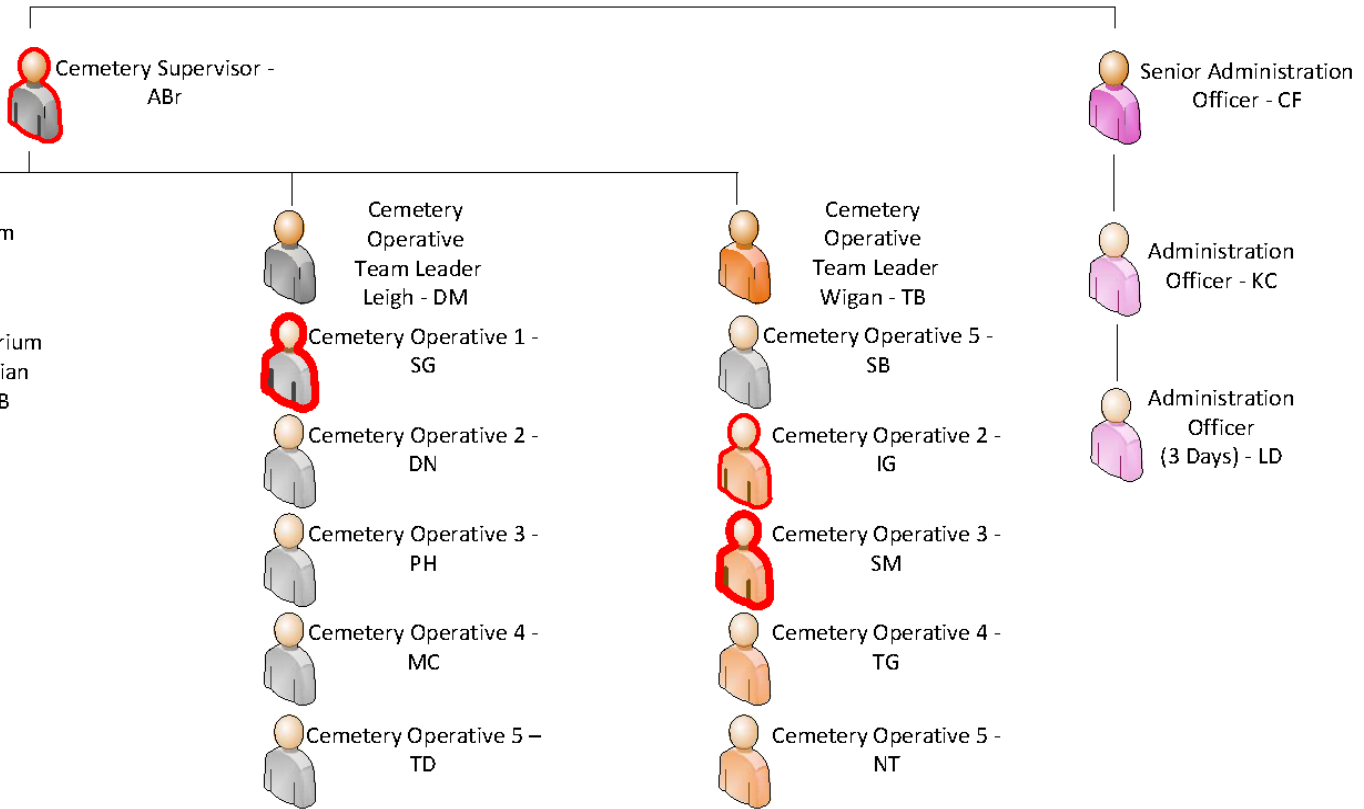 Cemetery Supervisor -
ABr
Senior Administration
Officer - CF
m
rium
ian
B
Cemetery
Operative
Team Leader
Leigh - DM
Cemetery Operative 1 -
SG
Cemetery Operative 2 -
DN
Cemetery Operative 3 -
PH
Cemetery Operative 4 -
MC
Cemetery Operative 5 –
TD
Cemetery
Operative
Team Leader
Wigan - TB
Cemetery Operative 5 -
SB
Cemetery Operative 2 -
IG
Cemetery Operative 3 -
SM
Cemetery Operative 4 -
TG
Cemetery Operative 5 -
NT
Administration
Officer - KC
Administration
Officer
(3 Days) - LD